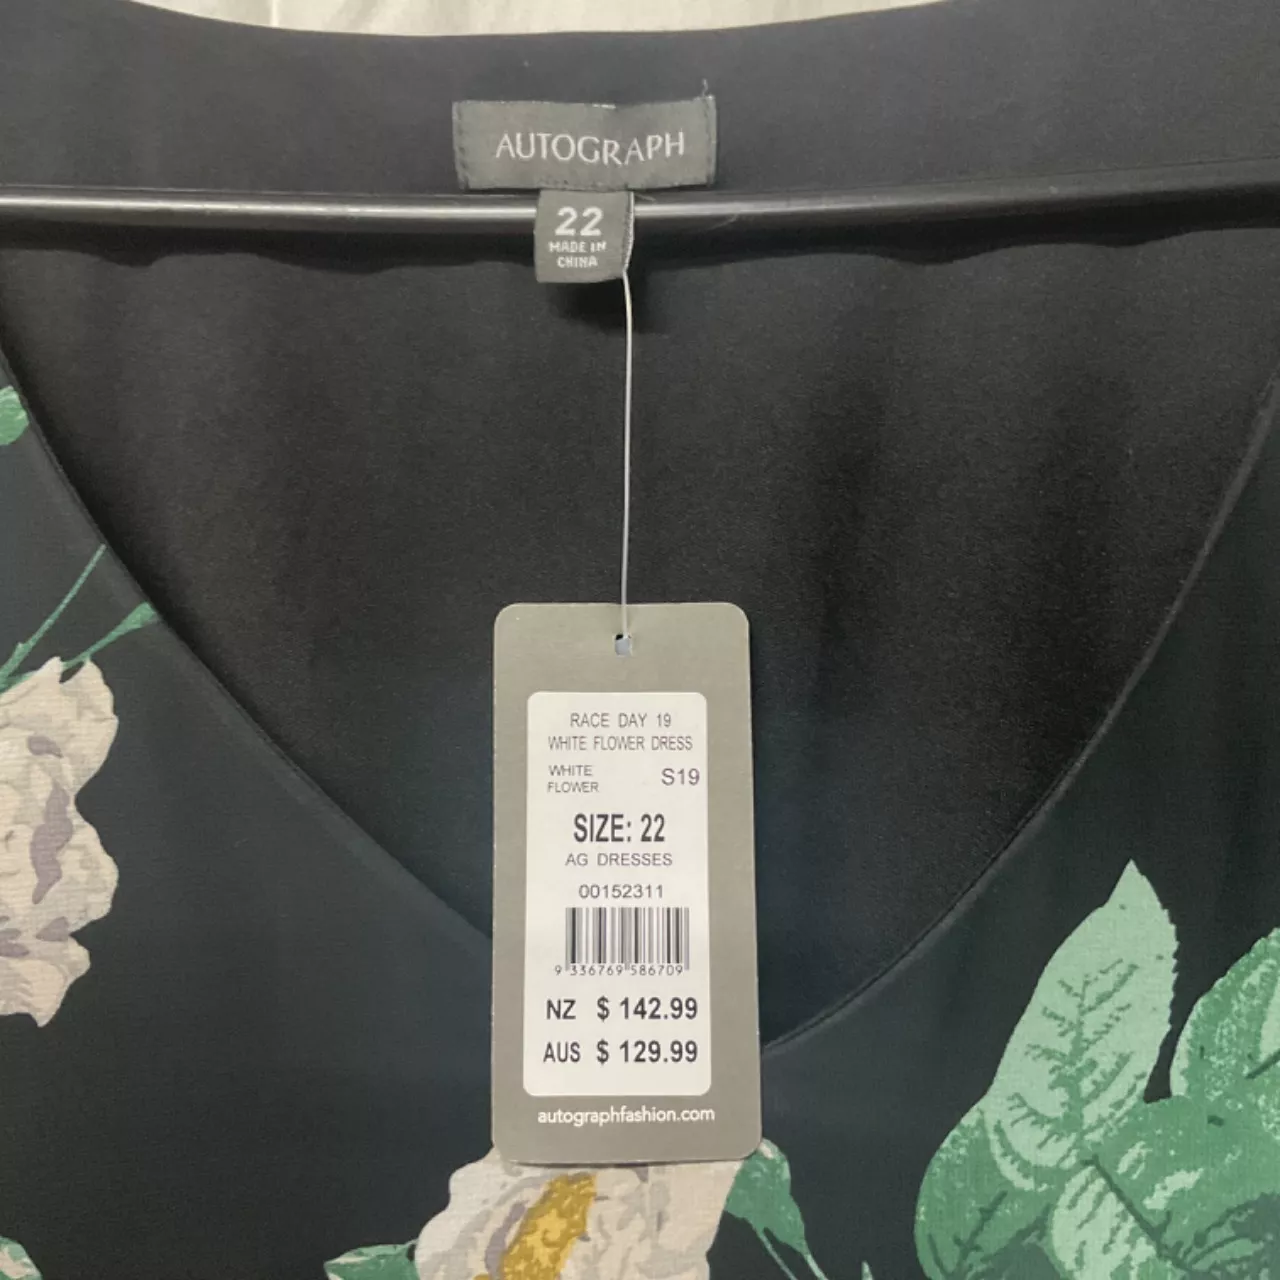 AUTOGRAPH
22
MADE IN
CHINA
RACE DAY 19
WHITE FLOWER DRESS
WHITE
FLOWER
S19
SIZE: 22
AG DRESSES
00152311
9 336769 586709
NZ $ 142.99
AUS $ 129.99
autographfashion.com